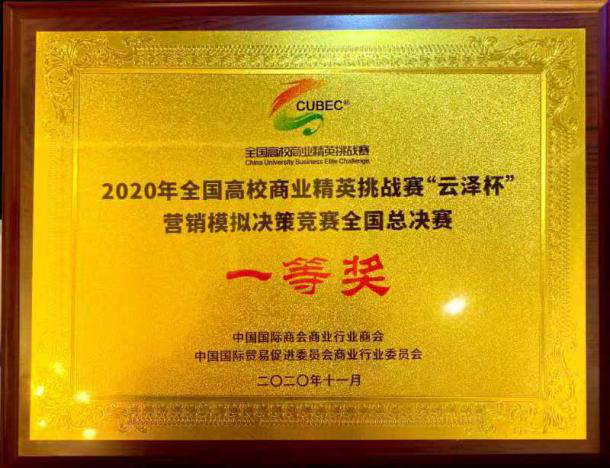 CUBEC®
全国高校商业精英挑战赛
China University Business Elite Challenge
2020年全国高校商业精英挑战赛“云泽杯”
营销模拟决策竞赛全国总决赛
一等奖
中国国际商会商业行业商会
中国国际贸易促进委员会商业行业委员会
二〇二〇年十一月